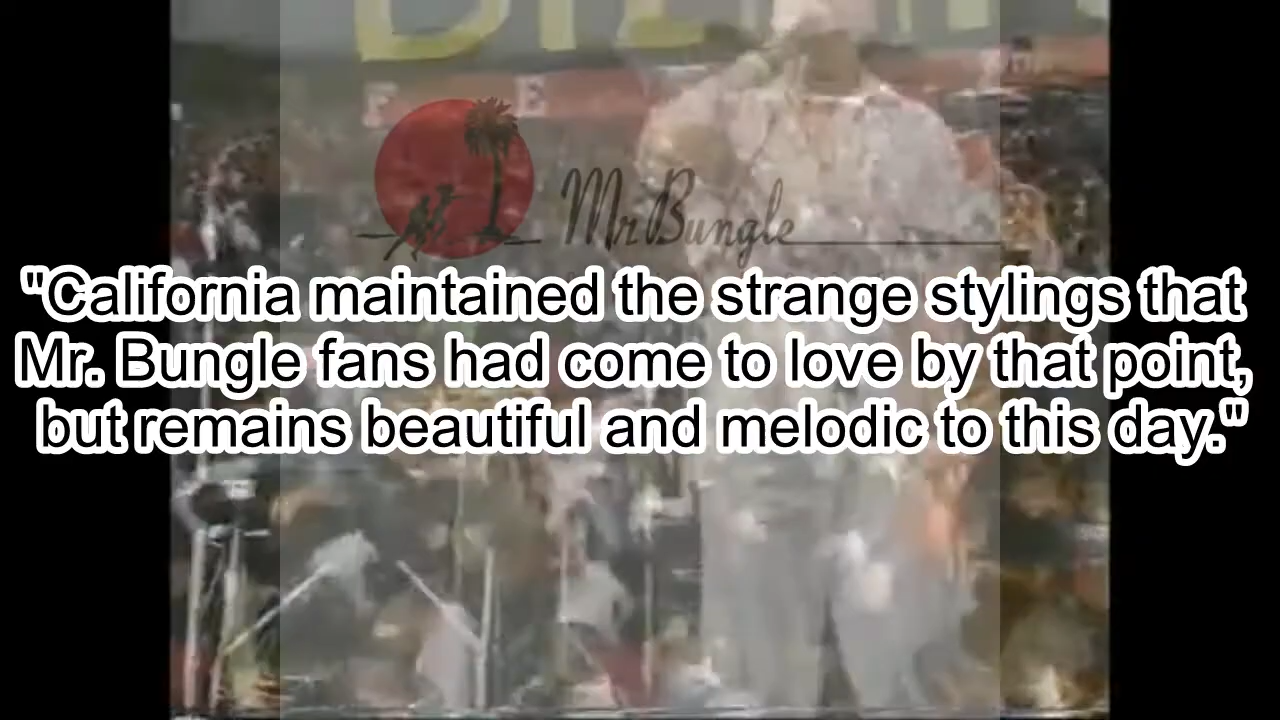 F E
Mr Bungle
"California maintained the strange stylings that
Mr. Bungle fans had come to love by that point,
but remains beautiful and melodic to this day."